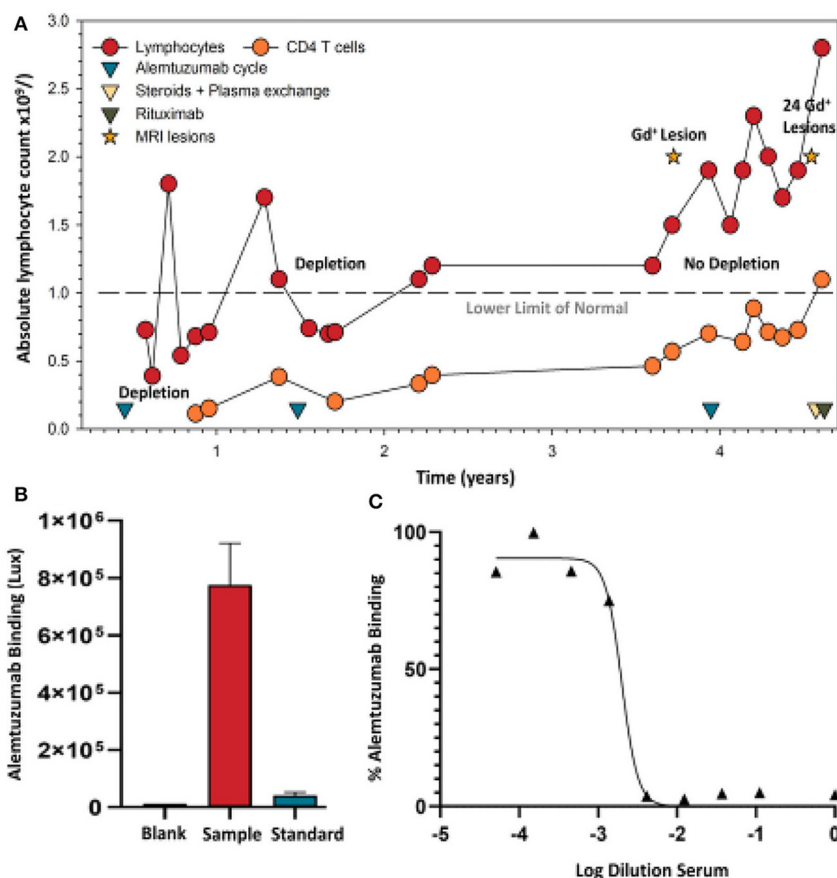 A
Absolute lymphocyte count x10⁹/)
3.0
2.5
2.0
1.5
1.0
0.5
0.0
Lymphocytes CD4 T cells
Alemtuzumab cycle
Steroids + Plasma exchange
Rituximab
MRI lesions
Gd⁺ Lesion
24 Gd⁺
Lesions
Depletion
No Depletion
Lower Limit of Normal
Depletion
1 2 3 4
Time (years)
B
Alemtuzumab Binding (Lux)
1×10⁶
8×10⁵
6×10⁵
4×10⁵
2×10⁵
0
Blank Sample Standard
C
% Alemtuzumab Binding
100
50
0
-5 -4 -3 -2 -1 0
Log Dilution Serum